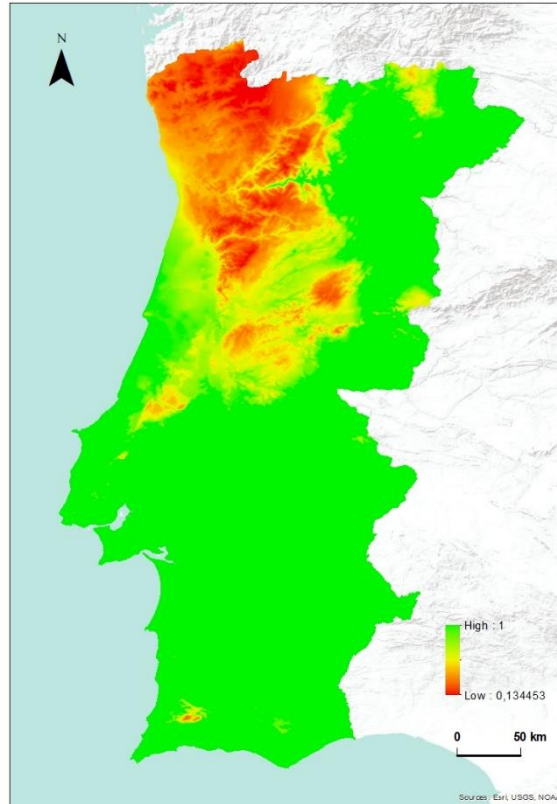 N
High : 1
Low : 0,134453
0 50 km
Sources: Esri, USGS, NOAA